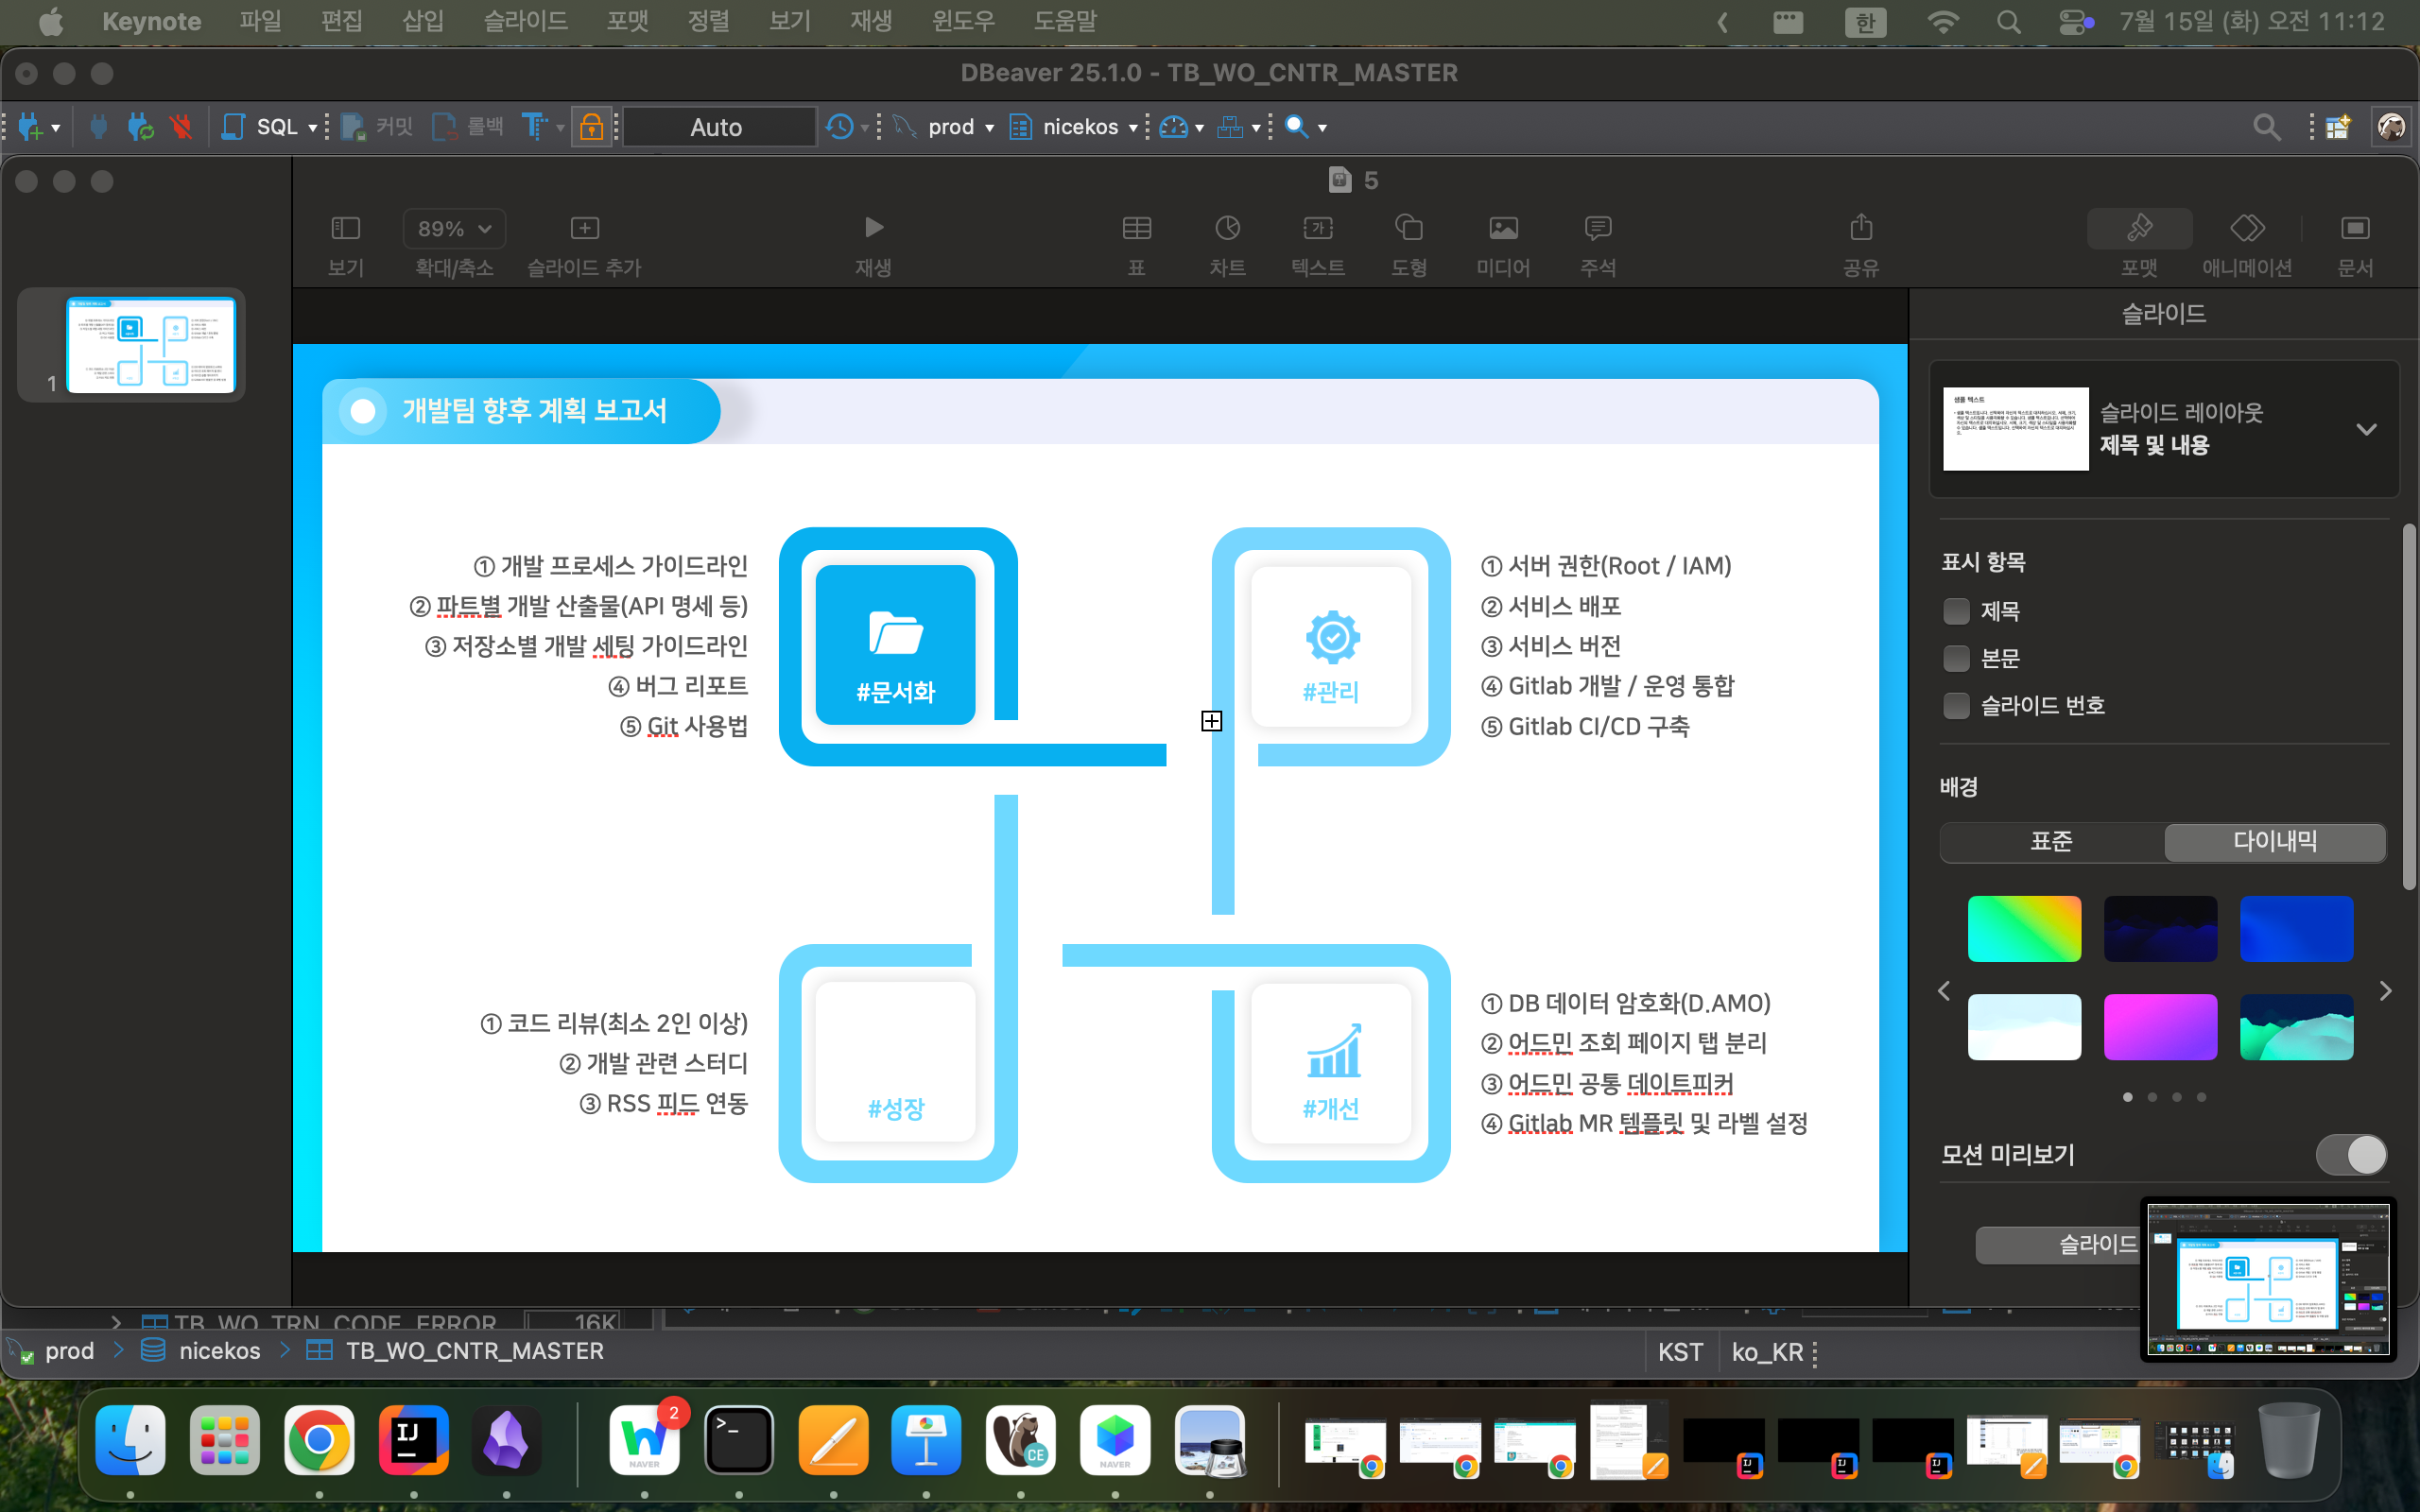 Keynote 파일 편집 삽입 슬라이드 포맷 정렬 보기 재생 윈도우 도움말 한 7월 15일 (화) 오전 11:12
DBeaver 25.1.0 - TB_WO_CNTR_MASTER
SQL 커밋 롤백 Auto prod nicekos
5
89%
보기 확대/축소 슬라이드 추가 재생 표 차트 텍스트 도형 미디어 주석 공유 포맷 애니메이션 문서
1
개발팀 향후 계획 보고서
① 개발 프로세스 가이드라인
② 파트별 개발 산출물(API 명세 등)
③ 저장소별 개발 세팅 가이드라인
④ 버그 리포트
⑤ Git 사용법
#문서화
#관리
① 서버 권한(Root / IAM)
② 서비스 배포
③ 서비스 버전
④ Gitlab 개발 / 운영 통합
⑤ Gitlab CI/CD 구축
① 코드 리뷰(최소 2인 이상)
② 개발 관련 스터디
③ RSS 피드 연동
#성장
#개선
① DB 데이터 암호화(D.AMO)
② 어드민 조회 페이지 탭 분리
③ 어드민 공통 데이트피커
④ Gitlab MR 템플릿 및 라벨 설정
슬라이드
샘플 텍스트
슬라이드 레이아웃
제목 및 내용
표시 항목
제목
본문
슬라이드 번호
배경
표준 다이내믹
모션 미리보기
슬라이드
TB_WO_TRN_CODE_ERROR 16K
prod nicekos TB_WO_CNTR_MASTER KST ko_KR
IJ
NAVER
2
>_
CE
NAVER